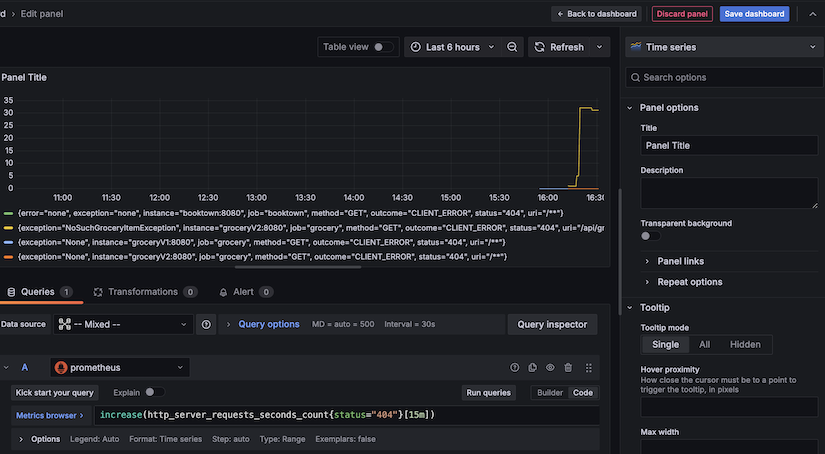 d › Edit panel
← Back to dashboard
Discard panel
Save dashboard
Table view
Last 6 hours
Refresh
Time series
Search options
Panel Title
35
30
25
20
15
10
5
0
11:00 11:30 12:00 12:30 13:00 13:30 14:00 14:30 15:00 15:30 16:00 16:30
{error="none", exception="none", instance="booktown:8080", job="booktown", method="GET", outcome="CLIENT_ERROR", status="404", uri="/**"}
{exception="NoSuchGroceryItemException", instance="groceryV2:8080", job="grocery", method="GET", outcome="CLIENT_ERROR", status="404", uri="/api/gr
{exception="None", instance="groceryV1:8080", job="grocery", method="GET", outcome="CLIENT_ERROR", status="404", uri="/**"}
{exception="None", instance="groceryV2:8080", job="grocery", method="GET", outcome="CLIENT_ERROR", status="404", uri="/**"}
Panel options
Title
Panel Title
Description
Transparent background
Panel links
Repeat options
Tooltip
Tooltip mode
Single All Hidden
Hover proximity
How close the cursor must be to a point to
trigger the tooltip, in pixels
Max width
Queries 1
Transformations 0
Alert 0
Data source
-- Mixed --
Query options
MD = auto = 500
Interval = 30s
Query inspector
A
prometheus
Kick start your query
Explain
Run queries
Builder Code
Metrics browser ›
increase(http_server_requests_seconds_count{status="404"}[15m])
Options Legend: Auto Format: Time series Step: auto Type: Range Exemplars: false